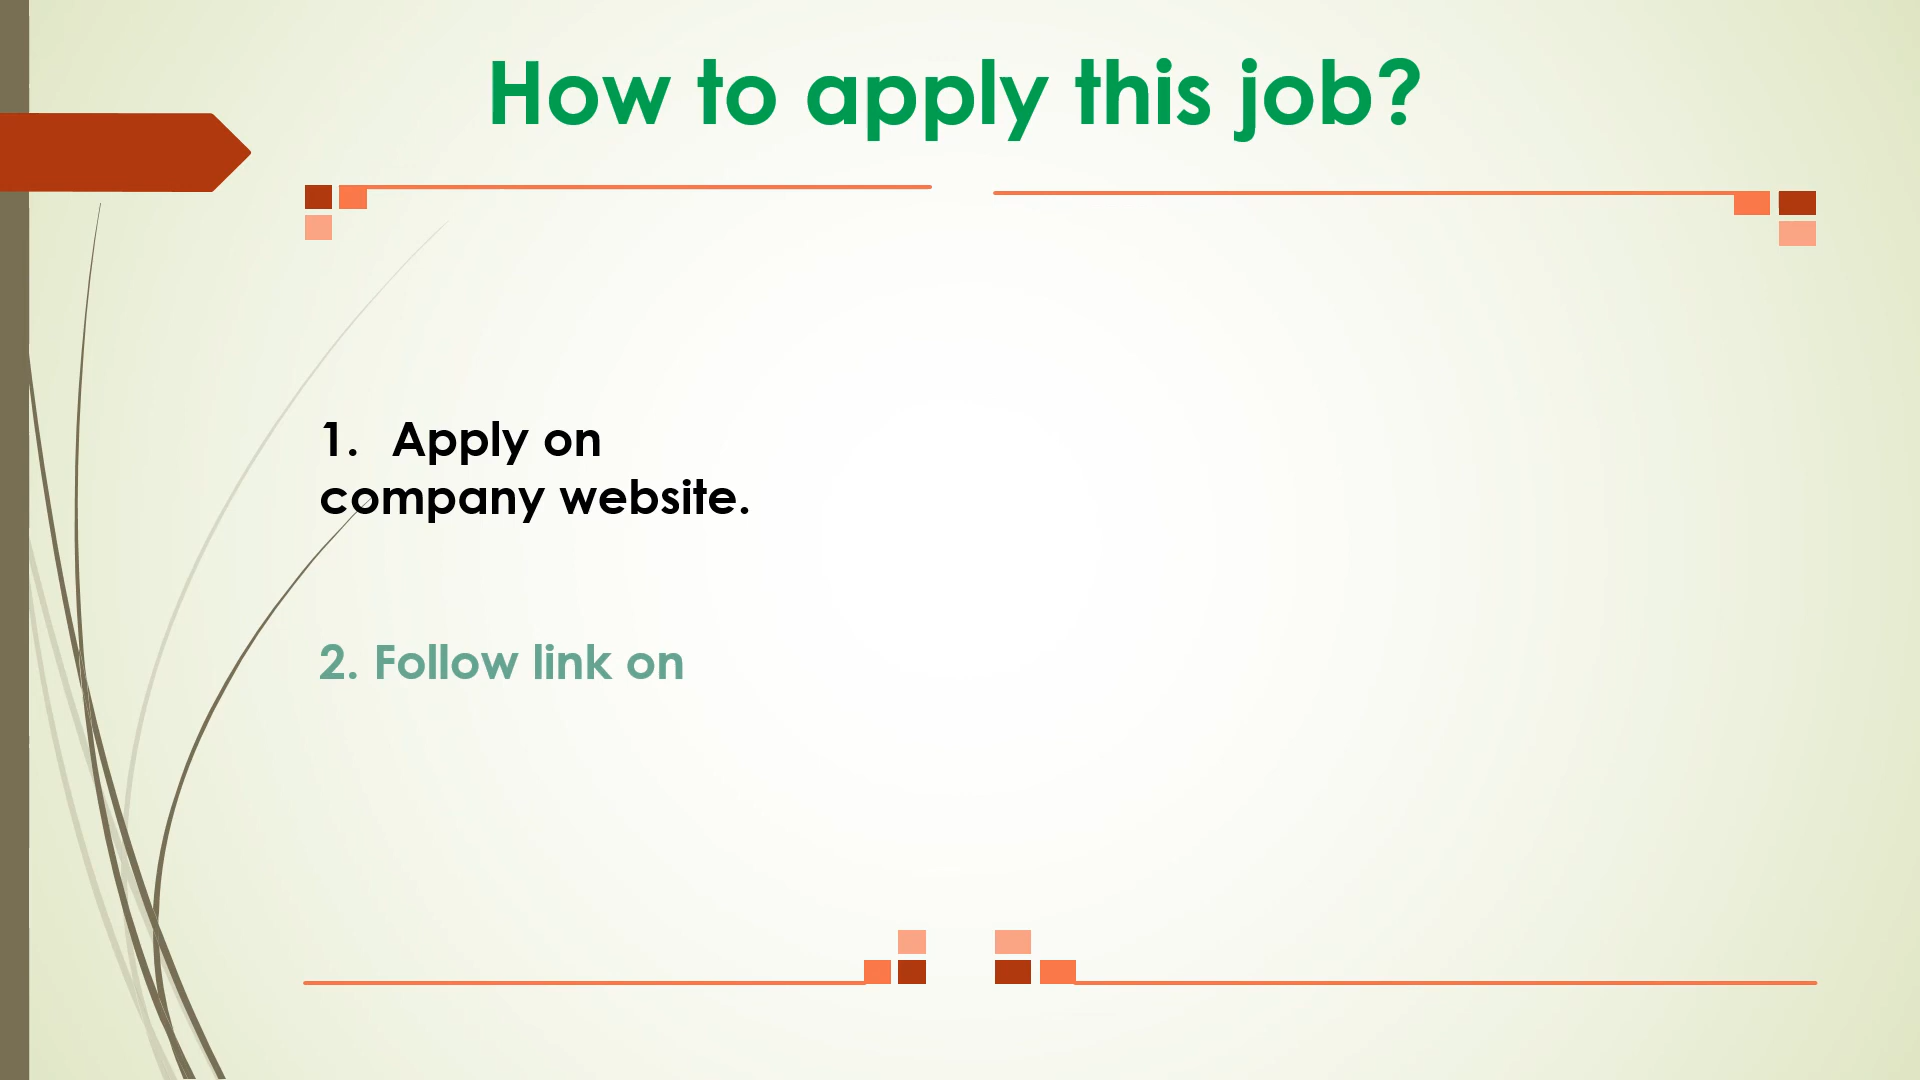 How to apply this job?
1. Apply on
company website.
2. Follow link on